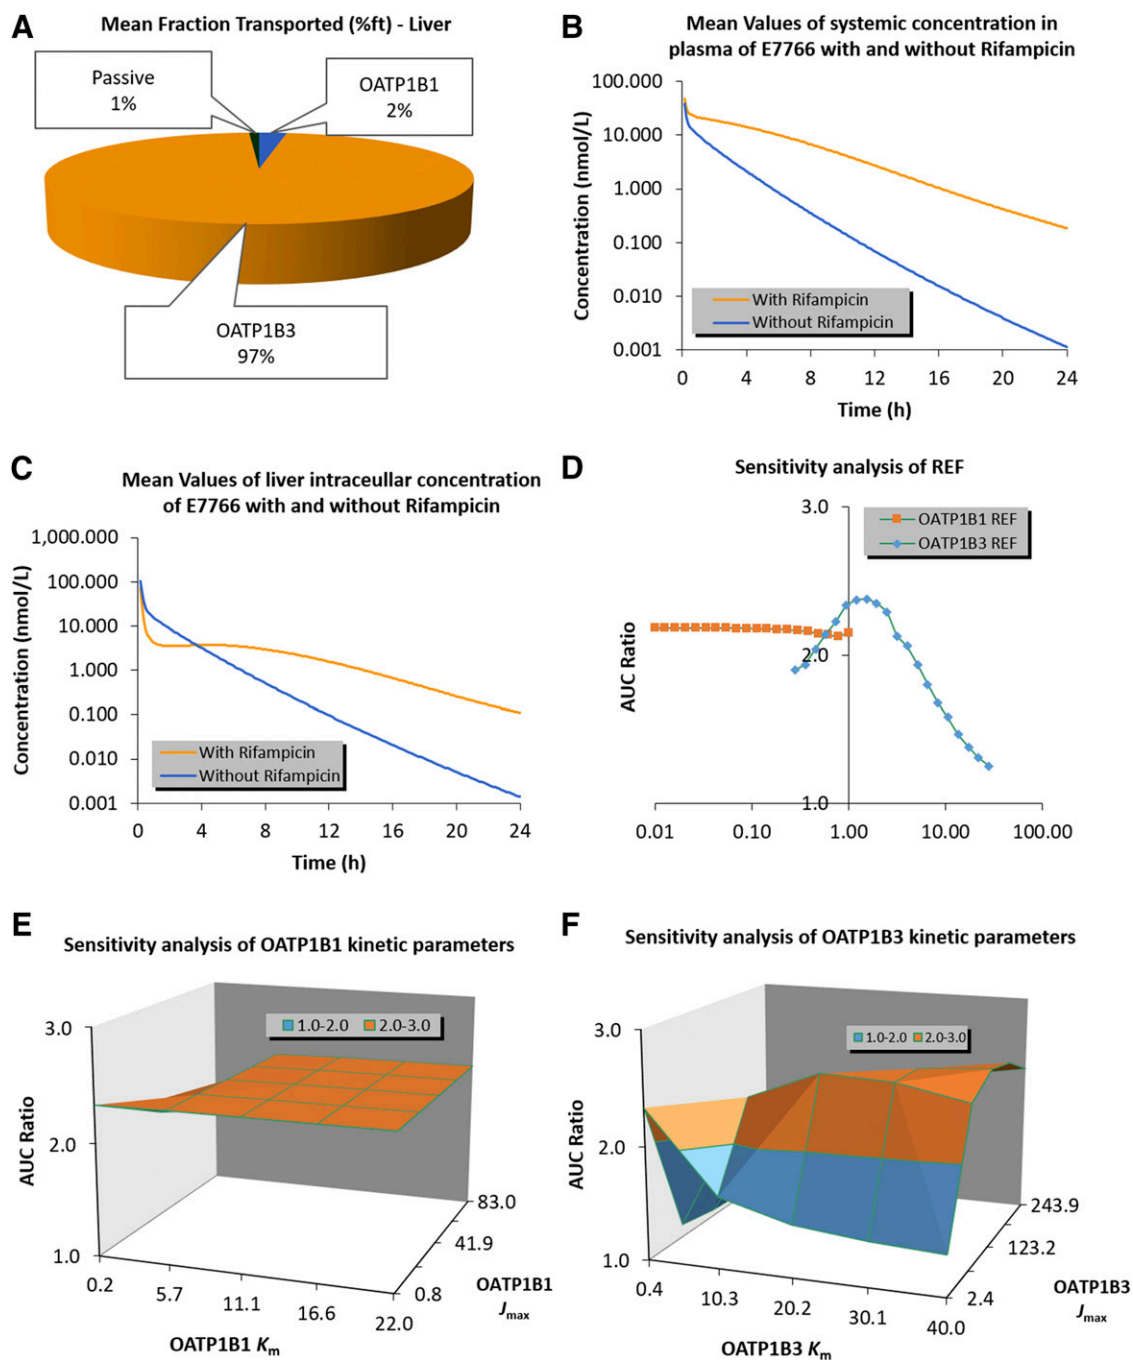 A
Mean Fraction Transported (%ft) - Liver
Passive
1%
OATP1B1
2%
OATP1B3
97%
B
Mean Values of systemic concentration in
plasma of E7766 with and without Rifampicin
Concentration (nmol/L)
100.000
10.000
1.000
0.100
0.010
0.001
With Rifampicin
Without Rifampicin
0 4 8 12 16 20 24
Time (h)
C
Mean Values of liver intraceullar concentration
of E7766 with and without Rifampicin
Concentration (nmol/L)
1,000.000
100.000
10.000
1.000
0.100
0.010
0.001
With Rifampicin
Without Rifampicin
0 4 8 12 16 20 24
Time (h)
D
Sensitivity analysis of REF
AUC Ratio
3.0
2.0
1.0
OATP1B1 REF
OATP1B3 REF
0.01 0.10 1.00 10.00 100.00
E
Sensitivity analysis of OATP1B1 kinetic parameters
AUC Ratio
3.0
2.0
1.0
1.0-2.0 2.0-3.0
0.2 5.7 11.1 16.6 22.0
OATP1B1 Km
83.0
41.9
0.8
OATP1B1
Jmax
F
Sensitivity analysis of OATP1B3 kinetic parameters
AUC Ratio
3.0
2.0
1.0
1.0-2.0 2.0-3.0
0.4 10.3 20.2 30.1 40.0
OATP1B3 Km
243.9
123.2
2.4
OATP1B3
Jmax